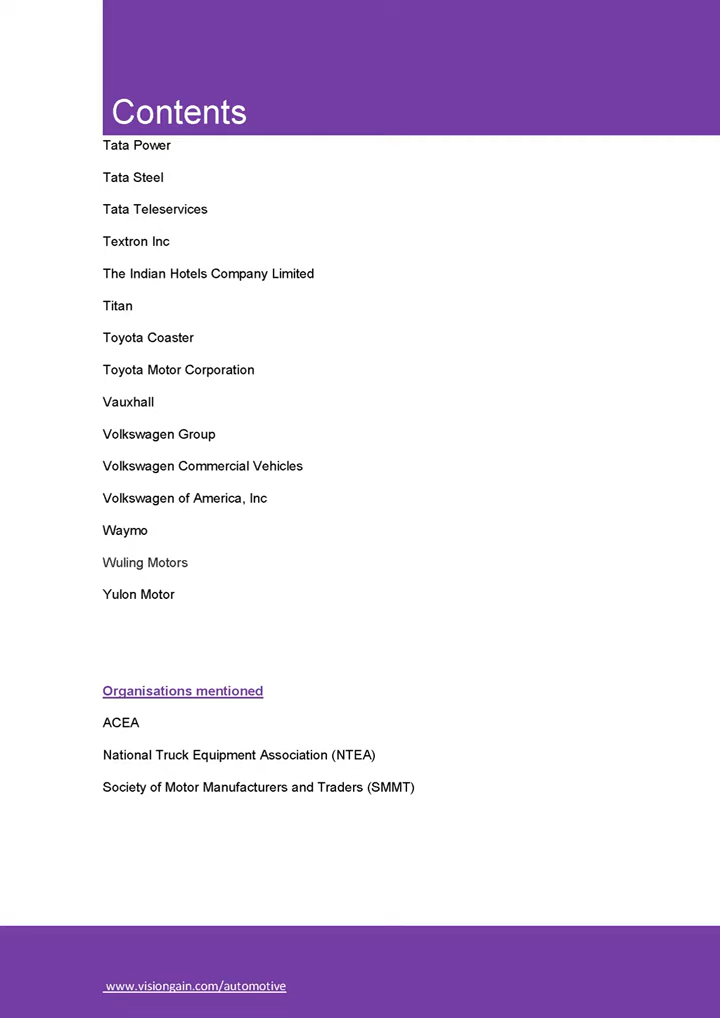 Contents
Tata Power
Tata Steel
Tata Teleservices
Textron Inc
The Indian Hotels Company Limited
Titan
Toyota Coaster
Toyota Motor Corporation
Vauxhall
Volkswagen Group
Volkswagen Commercial Vehicles
Volkswagen of America, Inc
Waymo
Wuling Motors
Yulon Motor
Organisations mentioned
ACEA
National Truck Equipment Association (NTEA)
Society of Motor Manufacturers and Traders (SMMT)
www.visiongain.com/automotive